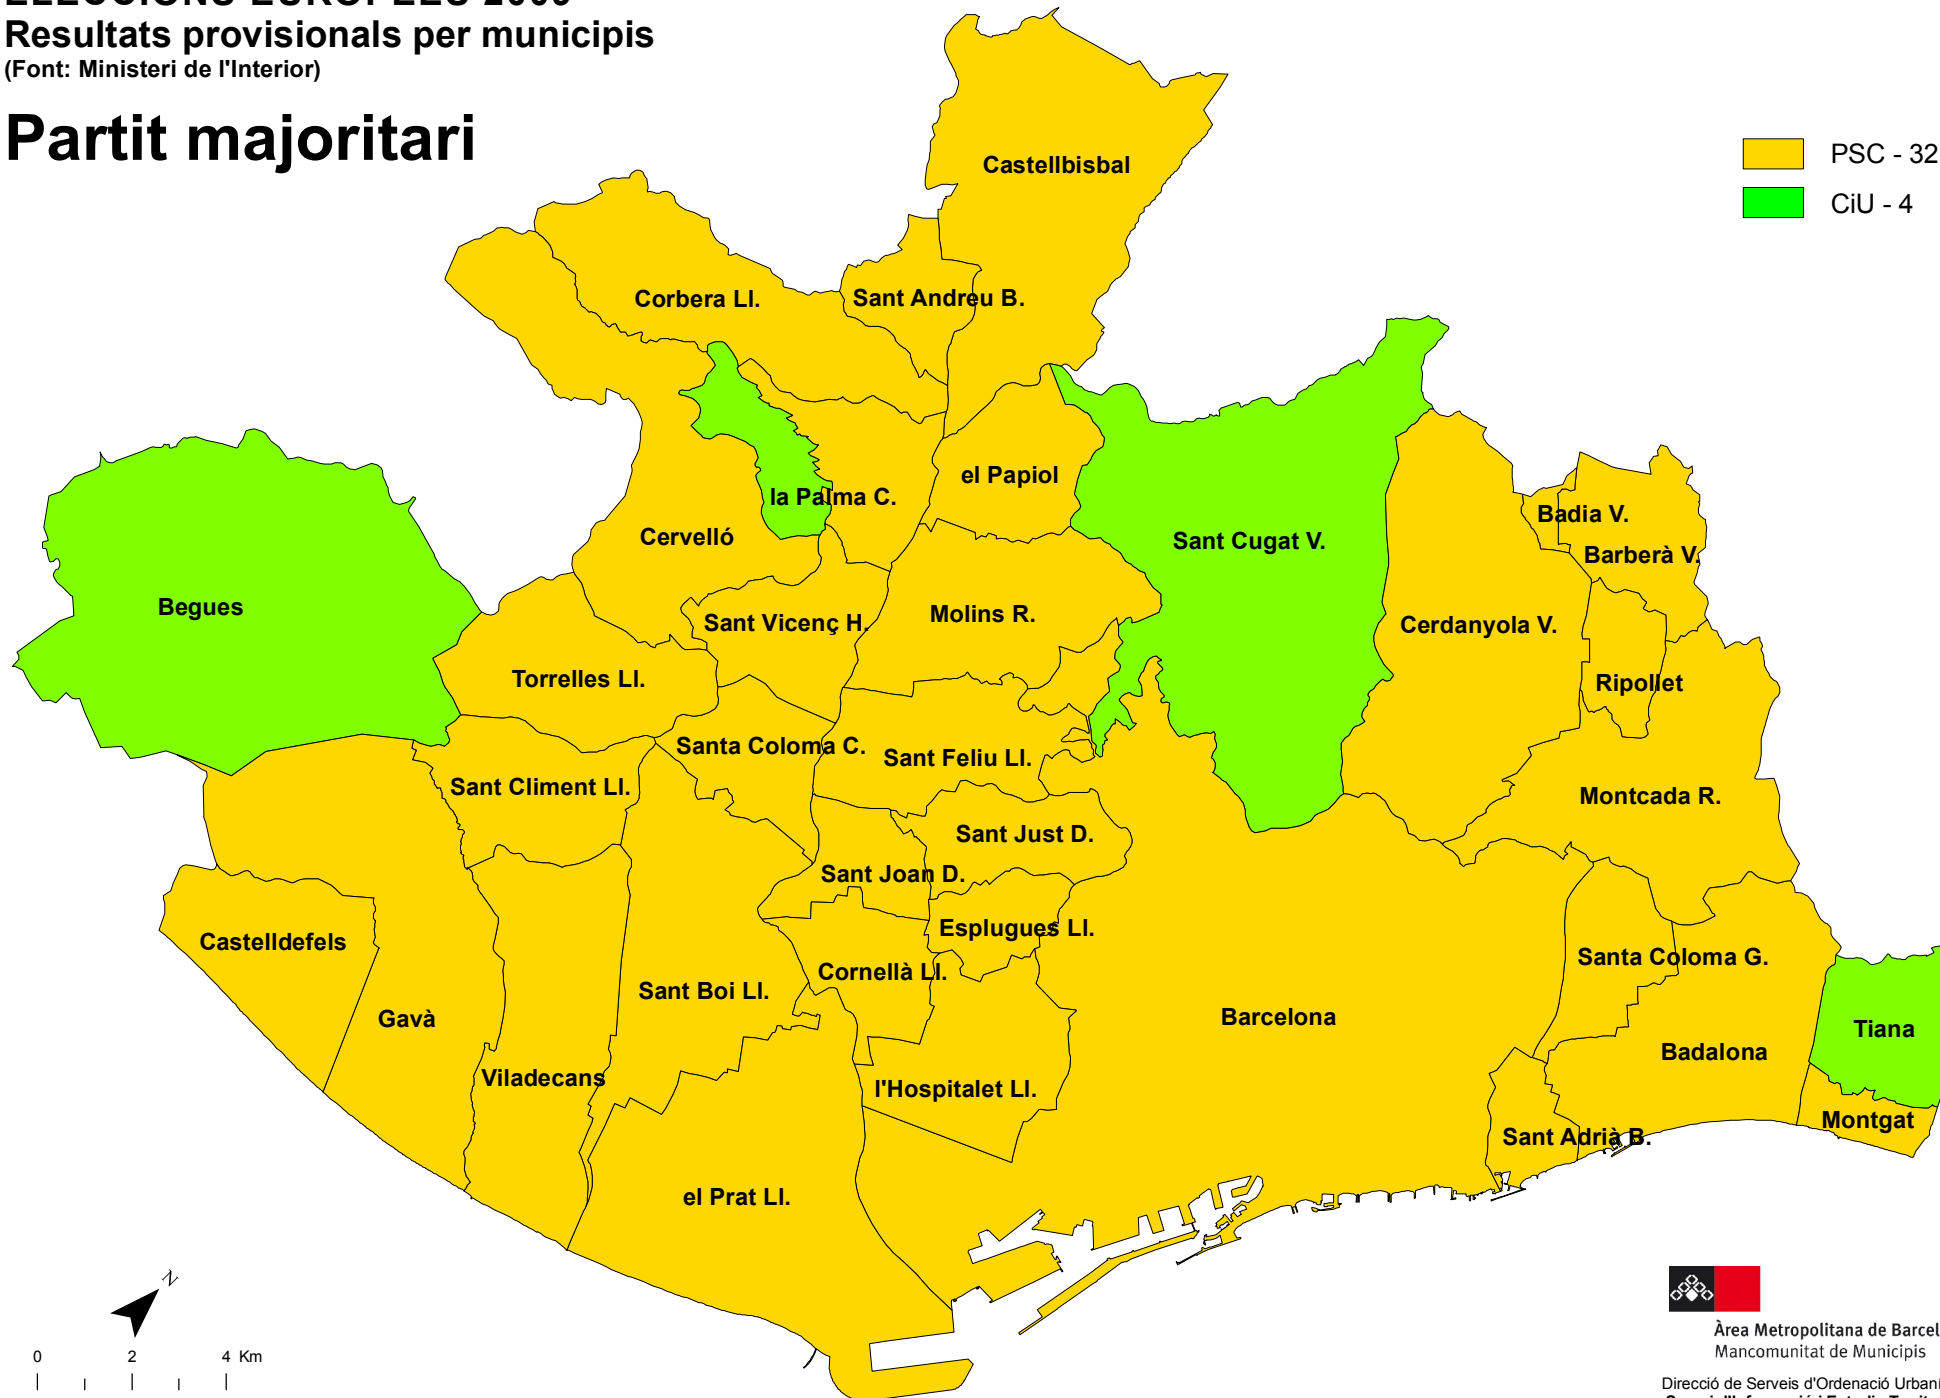 ELECCIONS EUROPEES 2009
Resultats provisionals per municipis
(Font: Ministeri de l'Interior)
Partit majoritari
PSC - 32
CiU - 4
Castellbisbal
Corbera Ll.
Sant Andreu B.
el Papiol
la Palma C.
Cervelló
Sant Cugat V.
Badia V.
Barberà V.
Begues
Sant Vicenç H.
Molins R.
Cerdanyola V.
Torrelles Ll.
Ripollet
Santa Coloma C.
Sant Feliu Ll.
Sant Climent Ll.
Montcada R.
Sant Just D.
Sant Joan D.
Castelldefels
Esplugues Ll.
Santa Coloma G.
Cornellà Ll.
Sant Boi Ll.
Gavà
Barcelona
Tiana
Badalona
Viladecans
l'Hospitalet Ll.
Montgat
Sant Adrià B.
el Prat Ll.
N
0 2 4 Km
Àrea Metropolitana de Barcel
Mancomunitat de Municipis
Direcció de Serveis d'Ordenació Urbaní